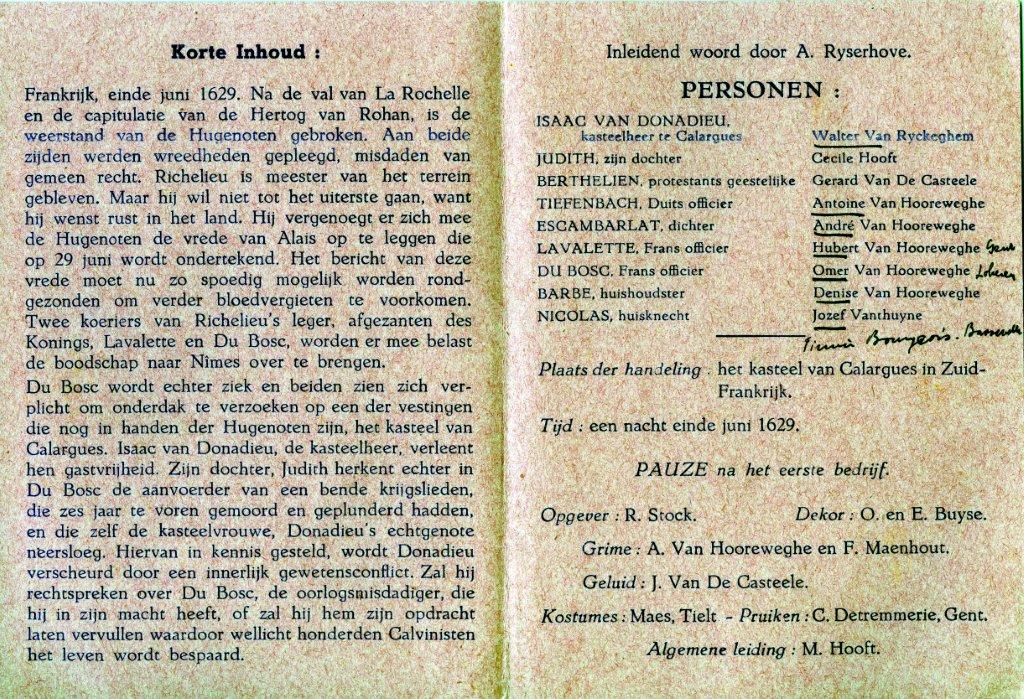 Korte Inhoud :
Frankrijk, einde juni 1629. Na de val van La Rochelle
en de capitulatie van de Hertog van Rohan, is de
weerstand van de Hugenoten gebroken. Aan beide
zijden werden wreedheden gepleegd, misdaden van
gemeen recht. Richelieu is meester van het terrein
gebleven. Maar hij wil niet tot het uiterste gaan, want
hij wenst rust in het land. Hij vergenoegt er zich mee
de Hugenoten de vrede van Alais op te leggen die
op 29 juni wordt ondertekend. Het bericht van deze
vrede moet nu zo spoedig mogelijk worden rond-
gezonden om verder bloedvergieten te voorkomen.
Twee koeriers van Richelieu's leger, afgezanten des
Konings, Lavalette en Du Bosc, worden er mee belast
de boodschap naar Nîmes over te brengen.
Du Bosc wordt echter ziek en beiden zien zich ver-
plicht om onderdak te verzoeken op een der vestingen
die nog in handen der Hugenoten zijn, het kasteel van
Calargues. Isaac van Donadieu, de kasteelheer, verleent
hen gastvrijheid. Zijn dochter, Judith herkent echter in
Du Bosc de aanvoerder van een bende krijgslieden,
die zes jaar te voren gemoord en geplunderd hadden,
en die zelf de kasteelvrouwe, Donadieu's echtgenote
neersloeg. Hiervan in kennis gesteld, wordt Donadieu
verscheurd door een innerlijk gewetensconflict. Zal hij
rechtspreken over Du Bosc, de oorlogsmisdadiger, die
hij in zijn macht heeft, of zal hij hem zijn opdracht
laten vervullen waardoor wellicht honderden Calvinisten
het leven wordt bespaard.
Inleidend woord door A. Ryserhove.
PERSONEN :
ISAAC VAN DONADIEU,
kasteelheer te Calargues Walter Van Ryckeghem
JUDITH, zijn dochter Cecile Hooft
BERTHELIEN, protestants geestelijke Gerard Van De Casteele
TIEFENBACH, Duits officier Antoine Van Hooreweghe
ESCAMBARLAT, dichter André Van Hooreweghe
LAVALETTE, Frans officier Hubert Van Hooreweghe Gent
DU BOSC, Frans officier Omer Van Hooreweghe
BARBE, huishoudster Denise Van Hooreweghe
NICOLAS, huisknecht Jozef Vanthuyne
Bourgeois.
Plaats der handeling : het kasteel van Calargues in Zuid-
Frankrijk.
Tijd : een nacht einde juni 1629.
PAUZE na het eerste bedrijf.
Opgever : R. Stock. Dekor : O. en E. Buyse.
Grime : A. Van Hooreweghe en F. Maenhout.
Geluid : J. Van De Casteele.
Kostumes : Maes, Tielt - Pruiken : C. Detremmerie, Gent.
Algemene leiding : M. Hooft.